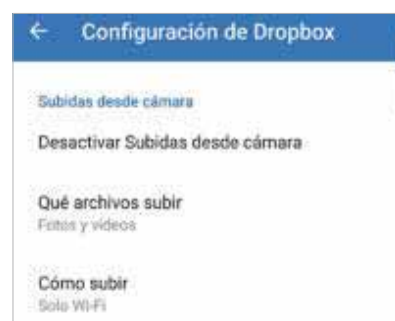 Configuración de Dropbox
Subidas desde cámara
Desactivar Subidas desde cámara
Qué archivos subir
Fotos y vídeos
Cómo subir
Solo Wi-Fi